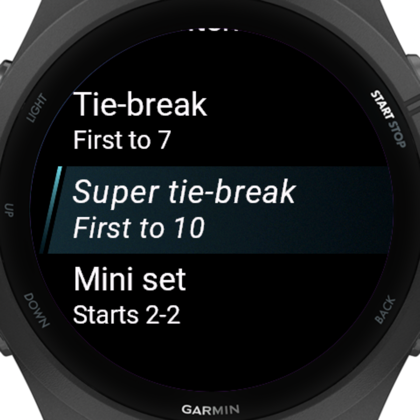 Tie-break
First to 7
Super tie-break
First to 10
Mini set
Starts 2-2
LIGHT
UP
DOWN
START STOP
BACK
GARMIN